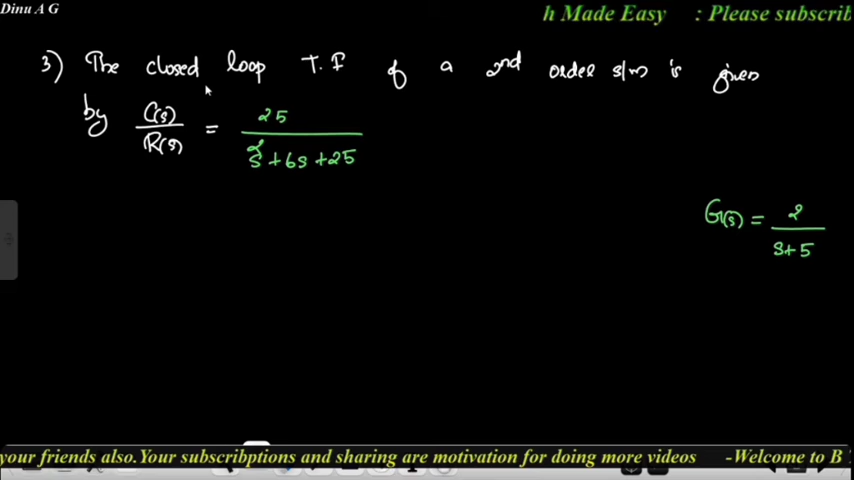 Dinu A G
h Made Easy : Please subscrib
3) The closed loop T.F of a 2nd order s/m is given
by C(s)/R(s) = 25/(s²+6s+25)
G(s) = 2/(s+5)
your friends also.Your subscribptions and sharing are motivation for doing more videos -Welcome to B